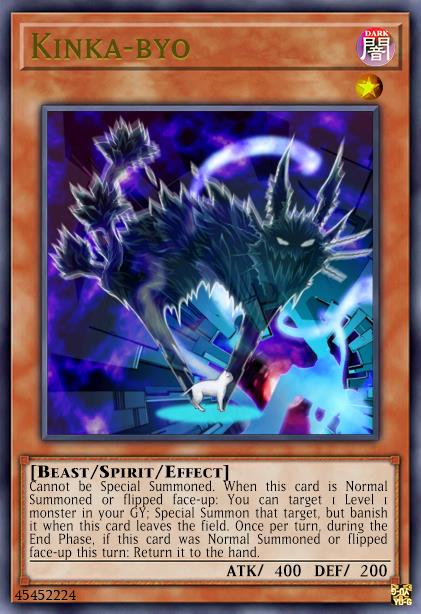 Kinka-byo
DARK
闇
[Beast/Spirit/Effect]
Cannot be Special Summoned. When this card is Normal
Summoned or flipped face-up: You can target 1 Level 1
monster in your GY; Special Summon that target, but banish
it when this card leaves the field. Once per turn, during the
End Phase, if this card was Normal Summoned or flipped
face-up this turn: Return it to the hand.
ATK/ 400 DEF/ 200
45452224